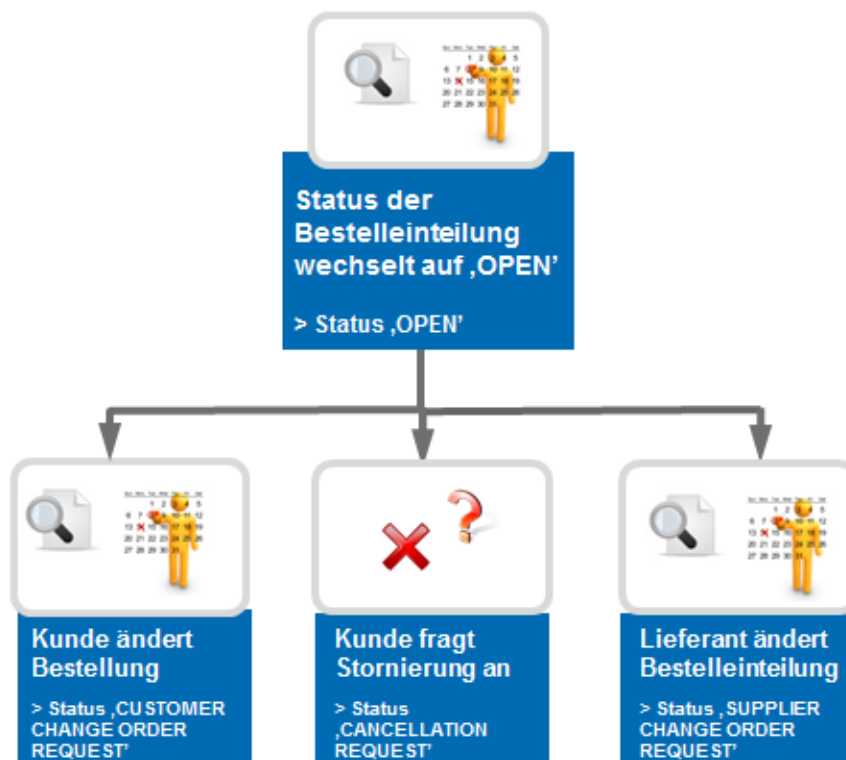 Status der
Bestelleinteilung
wechselt auf ‚OPEN’
> Status ‚OPEN’
Kunde ändert
Bestellung
> Status ‚CUSTOMER
CHANGE ORDER
REQUEST’
Kunde fragt
Stornierung an
> Status
‚CANCELLATION
REQUEST’
Lieferant ändert
Bestelleinteilung
> Status ‚SUPPLIER
CHANGE ORDER
REQUEST’